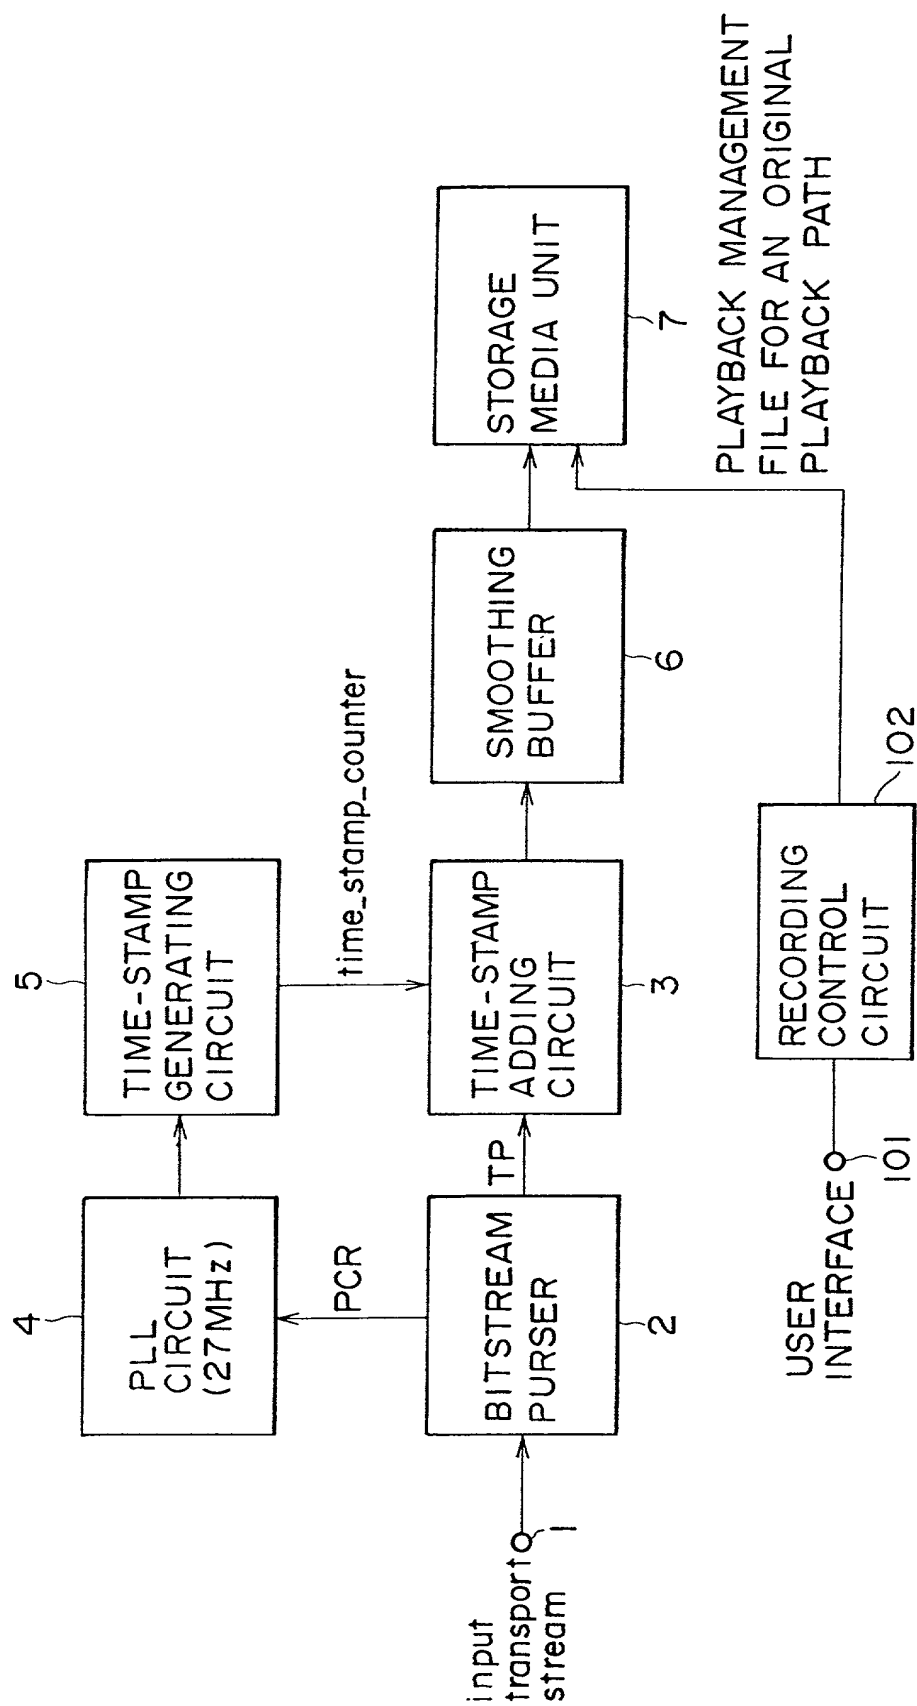 5
TIME-STAMP
GENERATING
CIRCUIT
4
PLL
CIRCUIT
(27MHz)
time_stamp_counter
PCR
input
transport
stream
1
BITSTREAM
PURSER
2
TP
TIME-STAMP
ADDING
CIRCUIT
3
SMOOTHING
BUFFER
6
STORAGE
MEDIA UNIT
7
PLAYBACK MANAGEMENT
FILE FOR AN ORIGINAL
PLAYBACK PATH
USER
INTERFACE
101
RECORDING
CONTROL
CIRCUIT
102